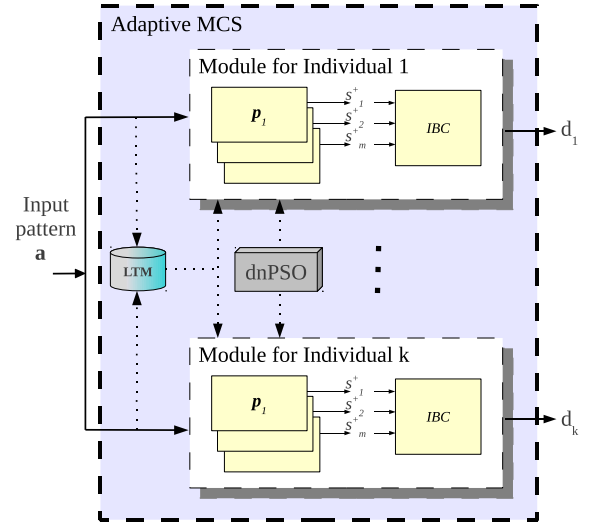 Adaptive MCS
Module for Individual 1
p1
s+1
s+2
s+m
IBC
d1
Input
pattern
a
LTM
dnPSO
Module for Individual k
p1
s+1
s+2
s+m
IBC
dk